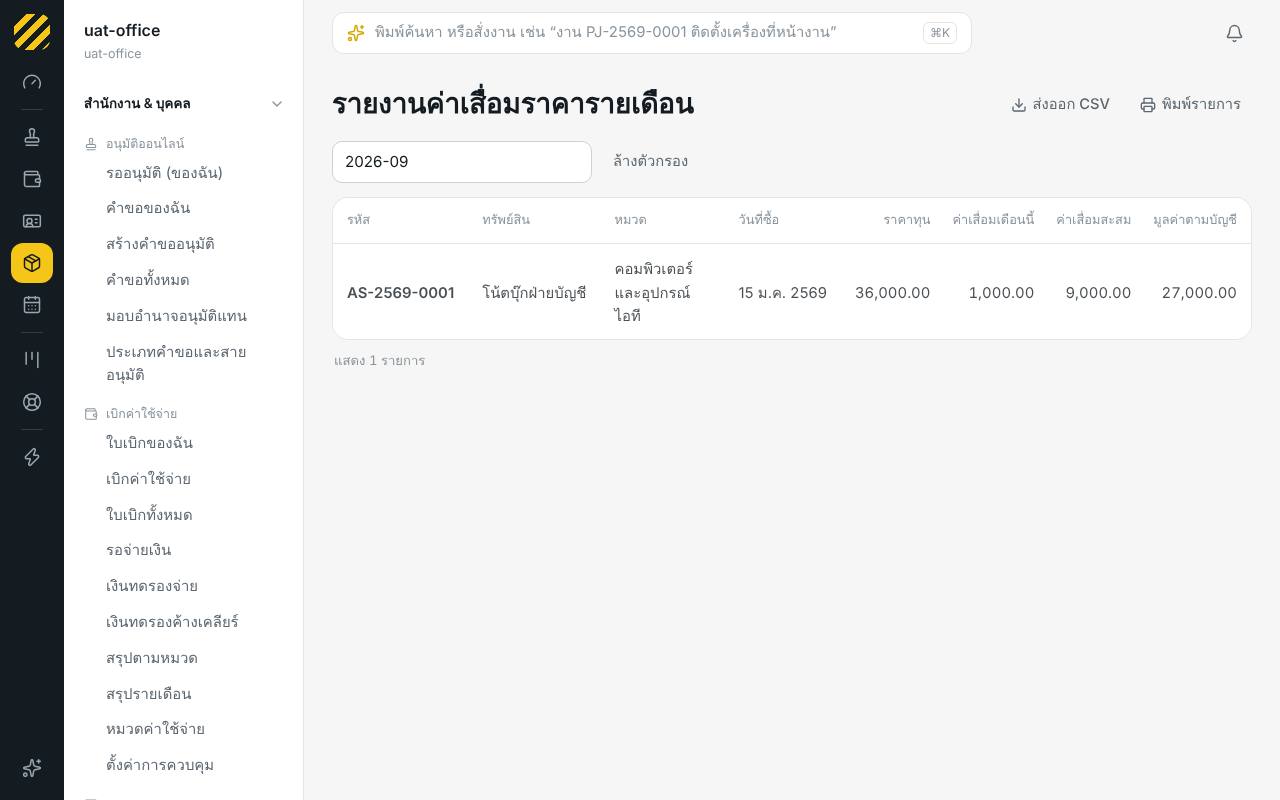 uat-office
uat-office
สำนักงาน & บุคคล
อนุมัติออนไลน์
รออนุมัติ (ของฉัน)
คำขอของฉัน
สร้างคำขออนุมัติ
คำขอทั้งหมด
มอบอำนาจอนุมัติแทน
ประเภทคำขอและสาย
อนุมัติ
เบิกค่าใช้จ่าย
ใบเบิกของฉัน
เบิกค่าใช้จ่าย
ใบเบิกทั้งหมด
รอจ่ายเงิน
เงินทดรองจ่าย
เงินทดรองค้างเคลียร์
สรุปตามหมวด
สรุปรายเดือน
หมวดค่าใช้จ่าย
ตั้งค่าการควบคุม
พิมพ์ค้นหา หรือสั่งงาน เช่น “งาน PJ-2569-0001 ติดตั้งเครื่องที่หน้างาน” ⌘K
รายงานค่าเสื่อมราคารายเดือน
ส่งออก CSV พิมพ์รายการ
2026-09 ล้างตัวกรอง
รหัส ทรัพย์สิน หมวด วันที่ซื้อ ราคาทุน ค่าเสื่อมเดือนนี้ ค่าเสื่อมสะสม มูลค่าตามบัญชี
AS-2569-0001 โน้ตบุ๊กฝ่ายบัญชี คอมพิวเตอร์
และอุปกรณ์
ไอที 15 ม.ค. 2569 36,000.00 1,000.00 9,000.00 27,000.00
แสดง 1 รายการ